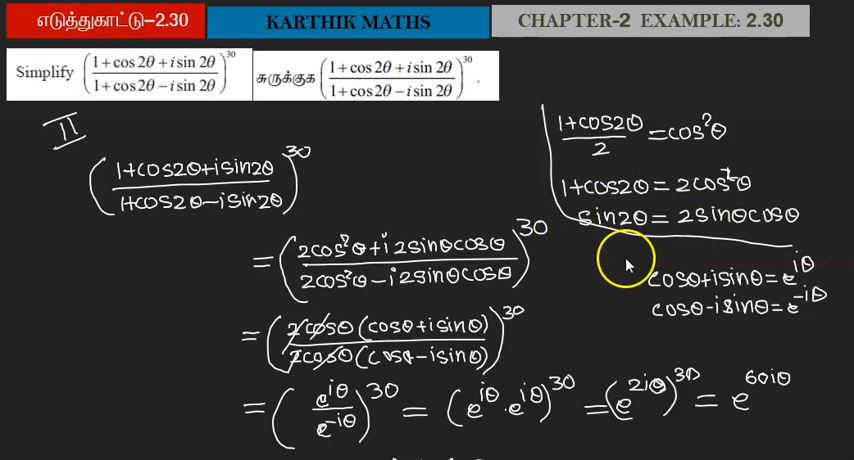 எடுத்துகாட்டு-2.30 KARTHIK MATHS CHAPTER-2 EXAMPLE: 2.30
Simplify ((1+cos 2θ+i sin 2θ)/(1+cos 2θ−i sin 2θ))^30 சுருக்குக ((1+cos 2θ+i sin 2θ)/(1+cos 2θ−i sin 2θ))^30 .
II
((1+cos2θ+isin2θ)/(1+cos2θ−isin2θ))^30
= ((2cos²θ+i2sinθcosθ)/(2cos²θ−i2sinθcosθ))^30
= ((2cosθ(cosθ+isinθ))/(2cosθ(cosθ−isinθ)))^30
= (e^iθ/e^-iθ)^30 = (e^iθ.e^iθ)^30 = (e^2iθ)^30 = e^60iθ
(1+cos2θ)/2 = cos²θ
1+cos2θ = 2cos²θ
sin2θ = 2sinθcosθ
cosθ+isinθ = e^iθ
cosθ−isinθ = e^-iθ